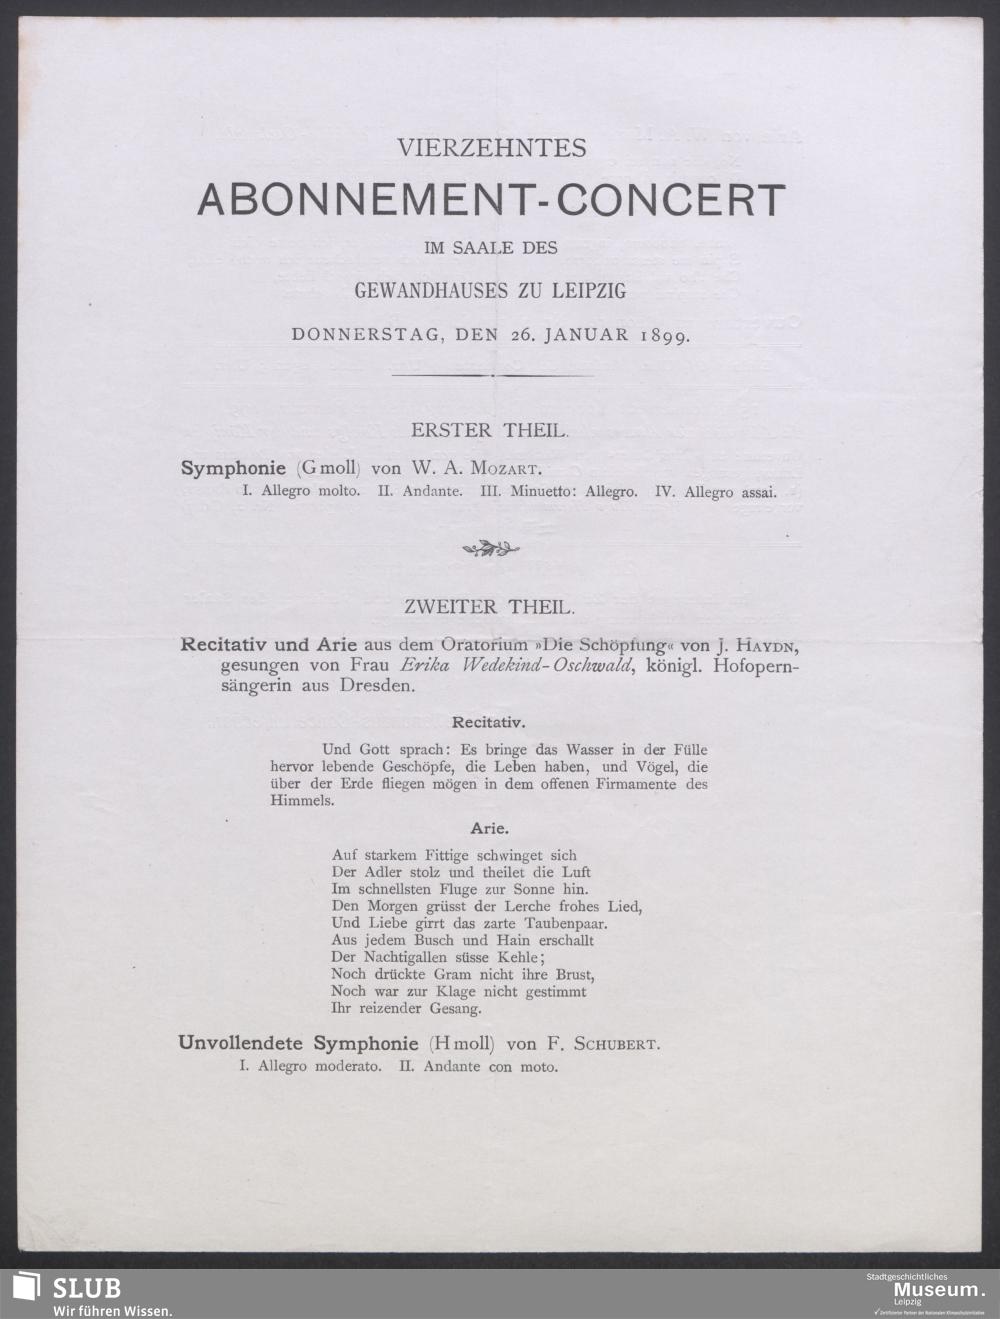 VIERZEHNTES
ABONNEMENT-CONCERT
IM SAALE DES
GEWANDHAUSES ZU LEIPZIG
DONNERSTAG, DEN 26. JANUAR 1899.
ERSTER THEIL.
Symphonie (G moll) von W. A. MOZART.
I. Allegro molto. II. Andante. III. Minuetto: Allegro. IV. Allegro assai.
ZWEITER THEIL.
Recitativ und Arie aus dem Oratorium »Die Schöpfung« von J. HAYDN,
gesungen von Frau Erika Wedekind-Oschwald, königl. Hofopern-
sängerin aus Dresden.
Recitativ.
Und Gott sprach: Es bringe das Wasser in der Fülle
hervor lebende Geschöpfe, die Leben haben, und Vögel, die
über der Erde fliegen mögen in dem offenen Firmamente des
Himmels.
Arie.
Auf starkem Fittige schwinget sich
Der Adler stolz und theilet die Luft
Im schnellsten Fluge zur Sonne hin.
Den Morgen grüsst der Lerche frohes Lied,
Und Liebe girrt das zarte Taubenpaar.
Aus jedem Busch und Hain erschallt
Der Nachtigallen süsse Kehle;
Noch drückte Gram nicht ihre Brust,
Noch war zur Klage nicht gestimmt
Ihr reizender Gesang.
Unvollendete Symphonie (H moll) von F. SCHUBERT.
I. Allegro moderato. II. Andante con moto.
SLUB
Wir führen Wissen.
Stadtgeschichtliches
Museum.
Leipzig
Zertifizierter Partner der Nationalen Klimaschutzinitiative